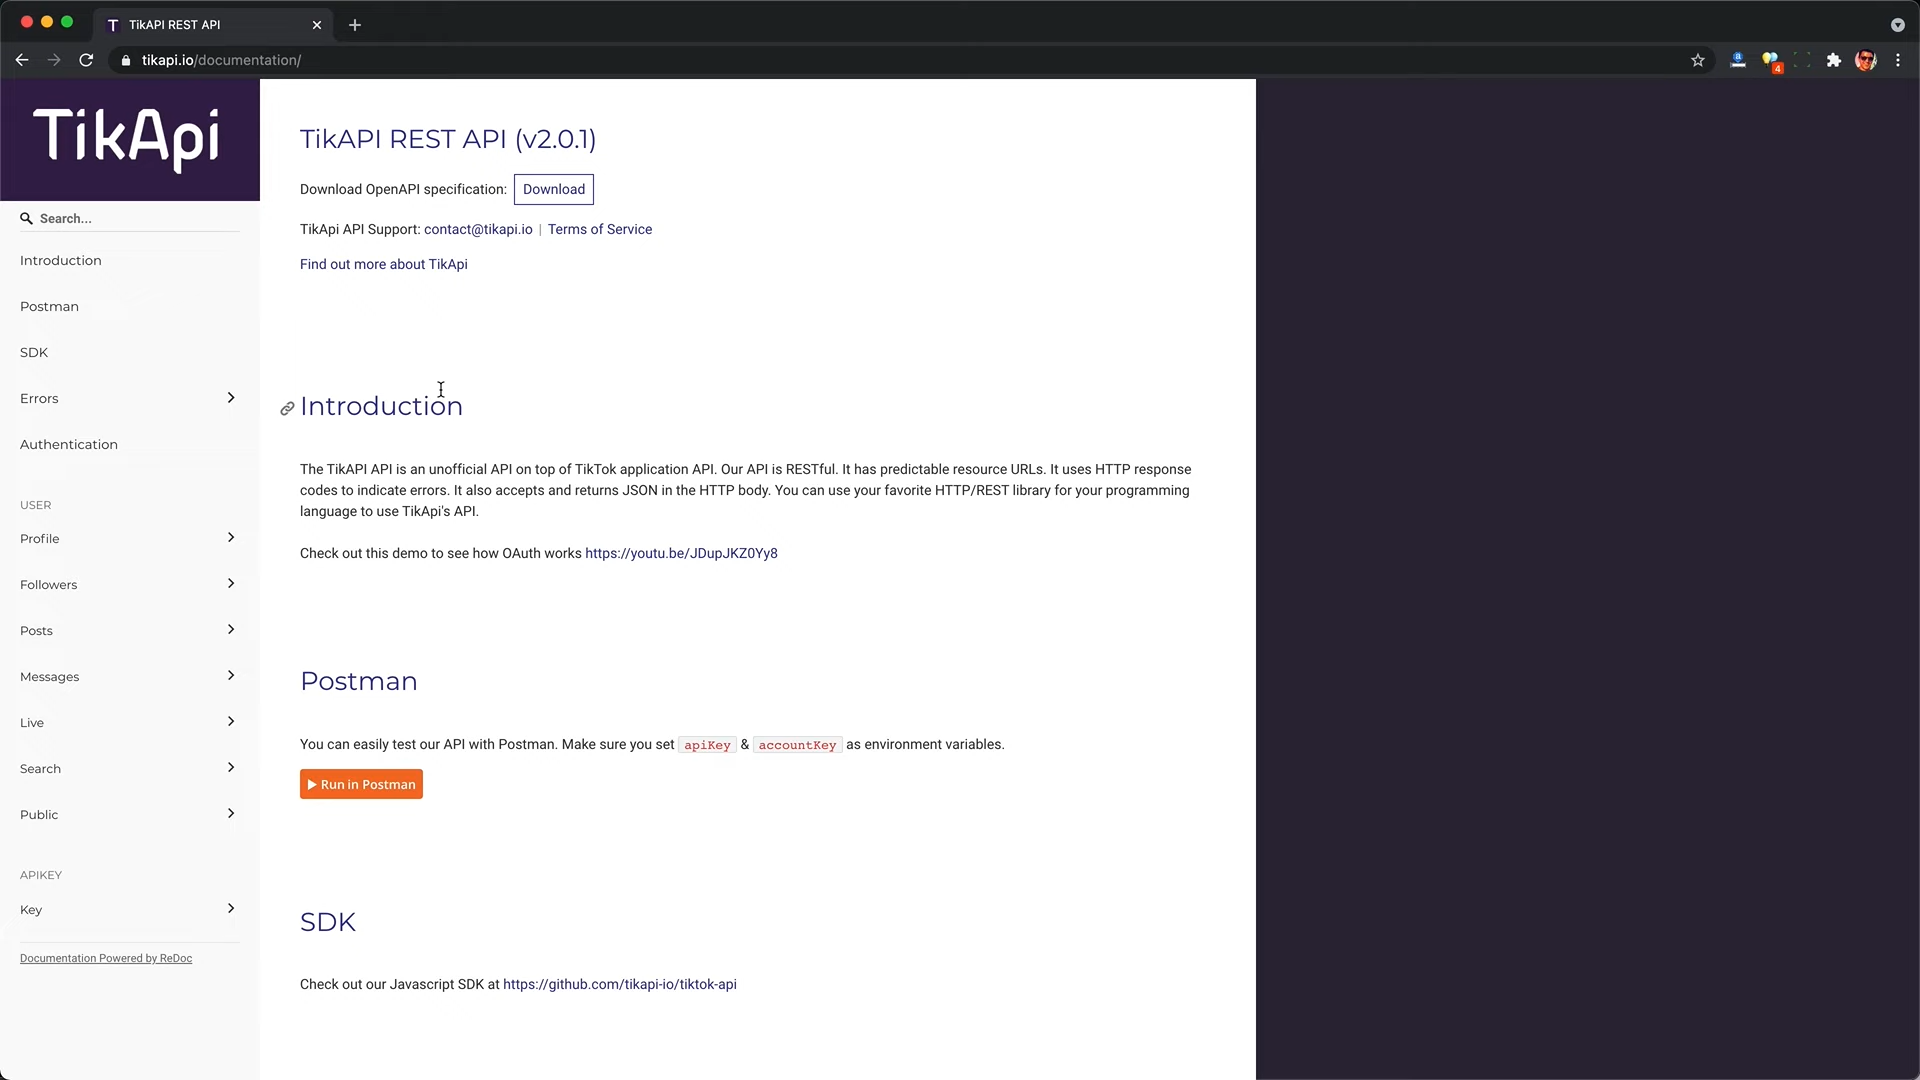 TikAPI REST API
tikapi.io/documentation/
4
TikApi
Search...
Introduction
Postman
SDK
Errors
Authentication
USER
Profile
Followers
Posts
Messages
Live
Search
Public
APIKEY
Key
Documentation Powered by ReDoc
TikAPI REST API (v2.0.1)
Download OpenAPI specification: Download
TikApi API Support: contact@tikapi.io | Terms of Service
Find out more about TikApi
Introduction
The TikAPI API is an unofficial API on top of TikTok application API. Our API is RESTful. It has predictable resource URLs. It uses HTTP response
codes to indicate errors. It also accepts and returns JSON in the HTTP body. You can use your favorite HTTP/REST library for your programming
language to use TikApi's API.
Check out this demo to see how OAuth works https://youtu.be/JDupJKZ0Yy8
Postman
You can easily test our API with Postman. Make sure you set apiKey & accountKey as environment variables.
Run in Postman
SDK
Check out our Javascript SDK at https://github.com/tikapi-io/tiktok-api